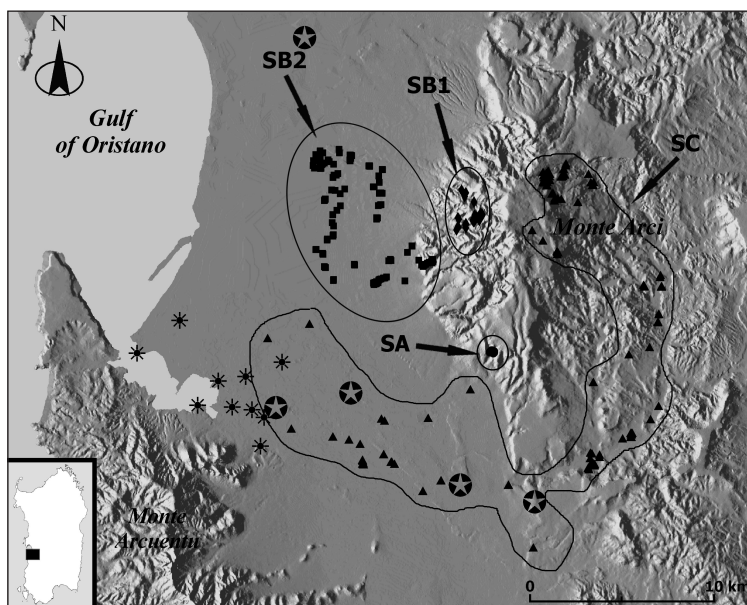 N
SB2
SB1
Gulf
of Oristano
SC
Monte Arci
SA
Monte
Arcuentu
0 10 km